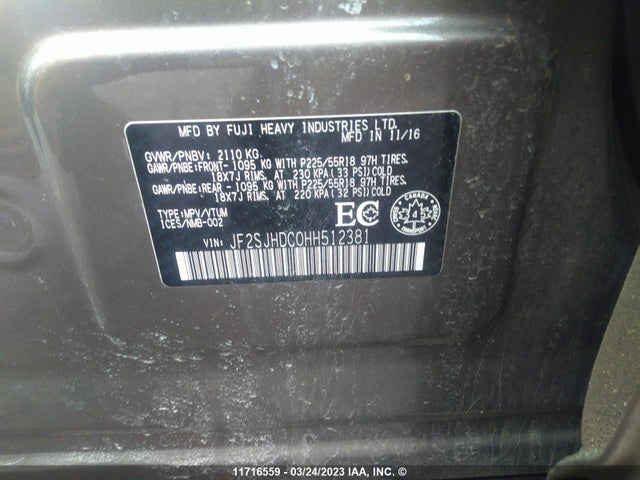 MFD BY FUJI HEAVY INDUSTRIES LTD.
MFD IN 11/16
GVWR/PNBV: 2110 KG
GAWR/PNBE: FRONT- 1095 KG WITH P225/55R18 97H TIRES,
18X7J RIMS, AT 230 KPA ( 33 PSI) COLD
GAWR/PNBE: REAR - 1095 KG WITH P225/55R18 97H TIRES,
18X7J RIMS, AT 220 KPA ( 32 PSI) COLD
TYPE: MPV/VTUM
ICES/NMB-002
EC
CANADA
4
TRANSPORT
VIN: JF2SJHDC0HH512381
11716559 - 03/24/2023 IAA, Inc. ©